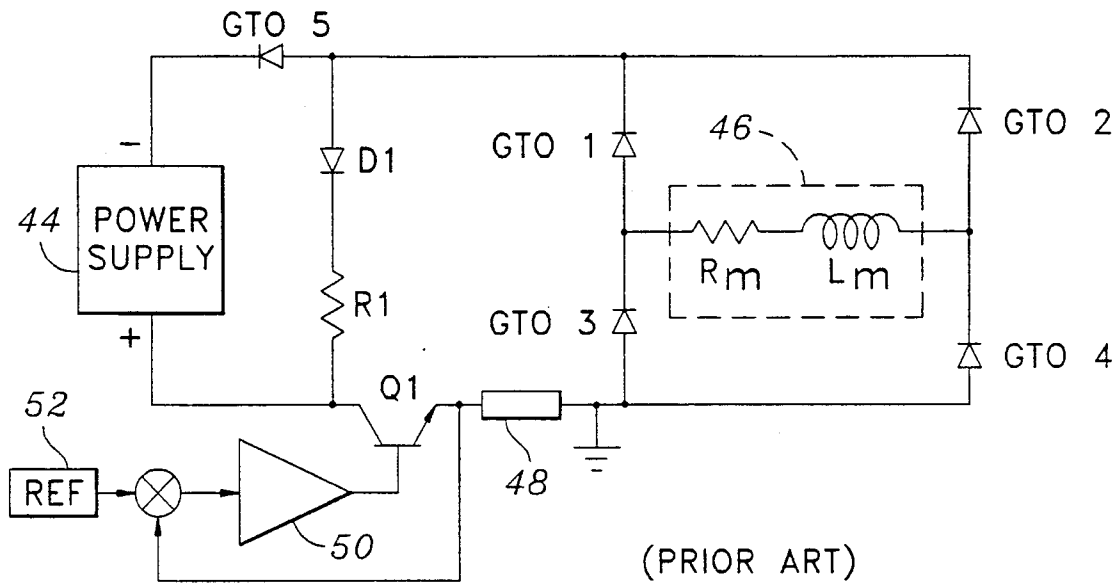 GTO 5
GTO 2
46
GTO 1
−
D1
44
POWER
SUPPLY
Rm
Lm
R1
GTO 3
+
GTO 4
Q1
52
48
REF
50
(PRIOR ART)